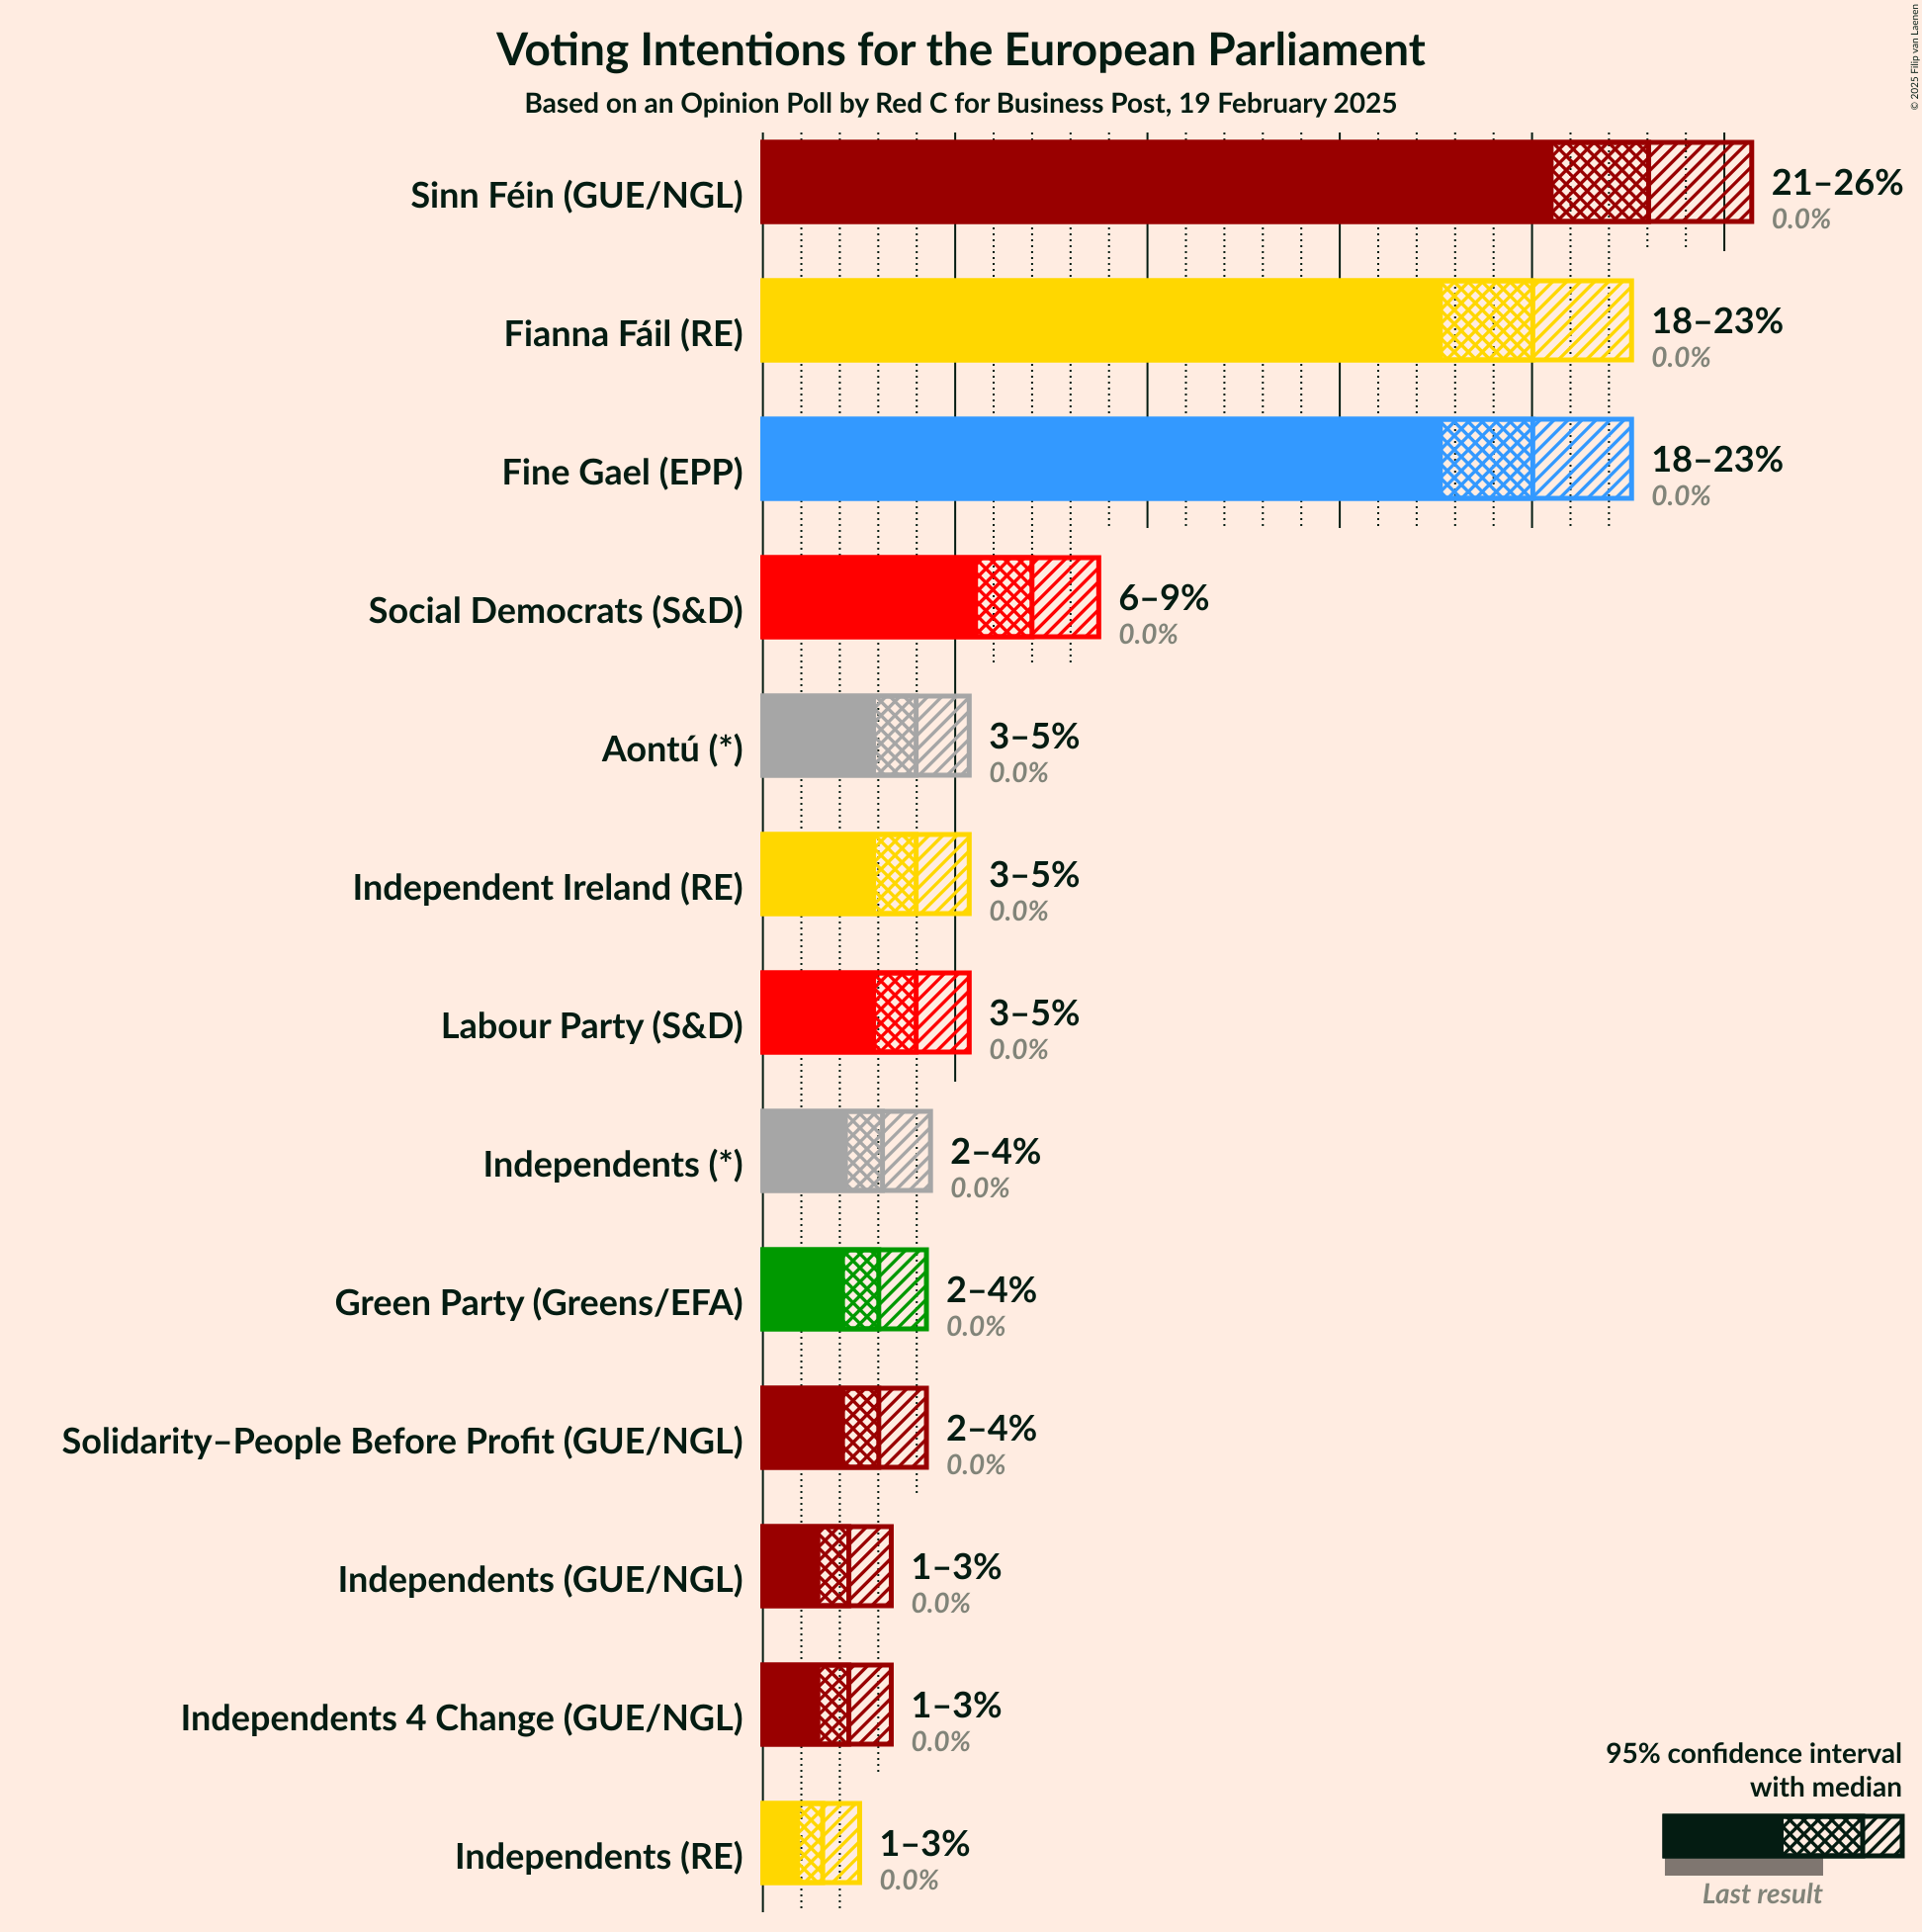 Voting Intentions for the European Parliament
Based on an Opinion Poll by Red C for Business Post, 19 February 2025
© 2025 Filip van Laenen
Sinn Féin (GUE/NGL)
21–26%
0.0%
Fianna Fáil (RE)
18–23%
0.0%
Fine Gael (EPP)
18–23%
0.0%
Social Democrats (S&D)
6–9%
0.0%
Aontú (*)
3–5%
0.0%
Independent Ireland (RE)
3–5%
0.0%
Labour Party (S&D)
3–5%
0.0%
Independents (*)
2–4%
0.0%
Green Party (Greens/EFA)
2–4%
0.0%
Solidarity–People Before Profit (GUE/NGL)
2–4%
0.0%
Independents (GUE/NGL)
1–3%
0.0%
Independents 4 Change (GUE/NGL)
1–3%
0.0%
Independents (RE)
1–3%
0.0%
95% confidence interval
with median
Last result